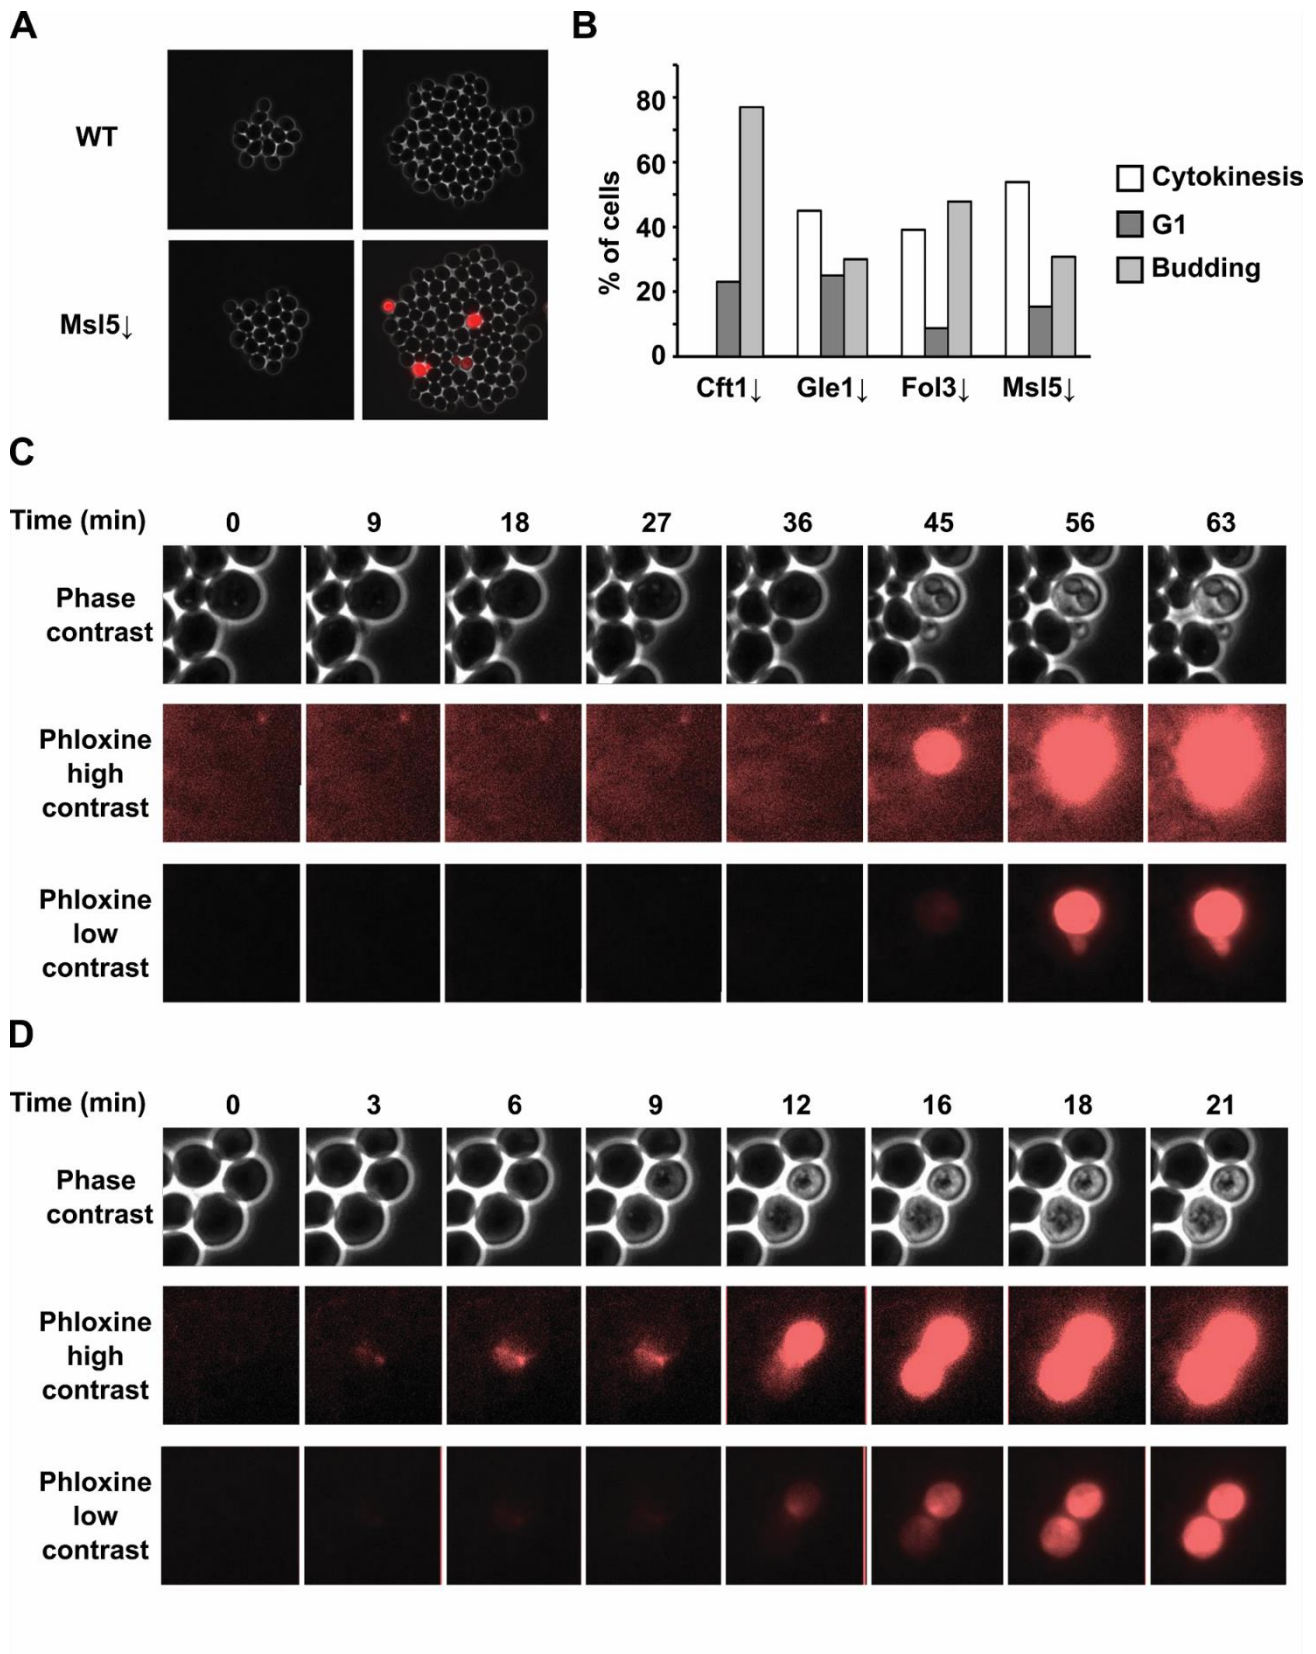 A
WT
Msl5↓
B
% of cells
80
60
40
20
0
Cft1↓ Gle1↓ Fol3↓ Msl5↓
Cytokinesis
G1
Budding
C
Time (min) 0 9 18 27 36 45 56 63
Phase
contrast
Phloxine
high
contrast
Phloxine
low
contrast
D
Time (min) 0 3 6 9 12 16 18 21
Phase
contrast
Phloxine
high
contrast
Phloxine
low
contrast